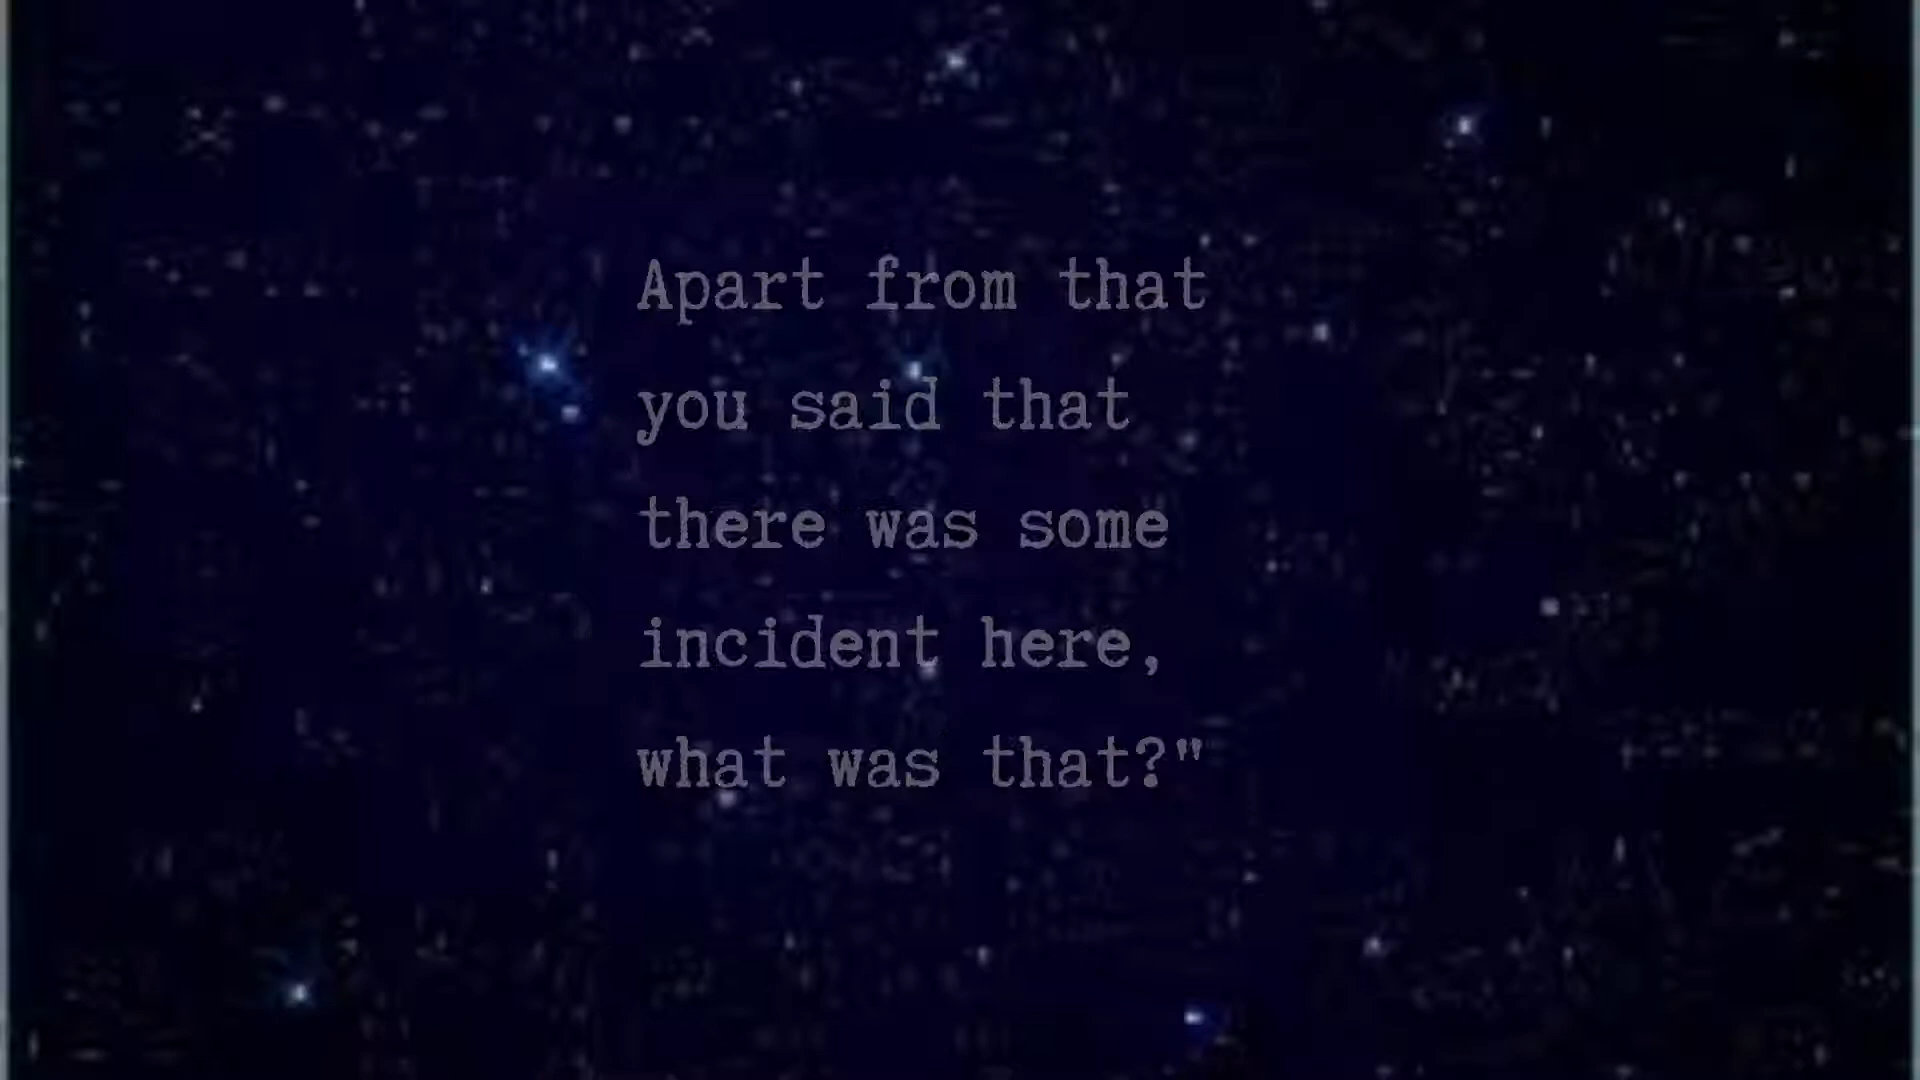 Apart from that
you said that
there was some
incident here,
what was that?"